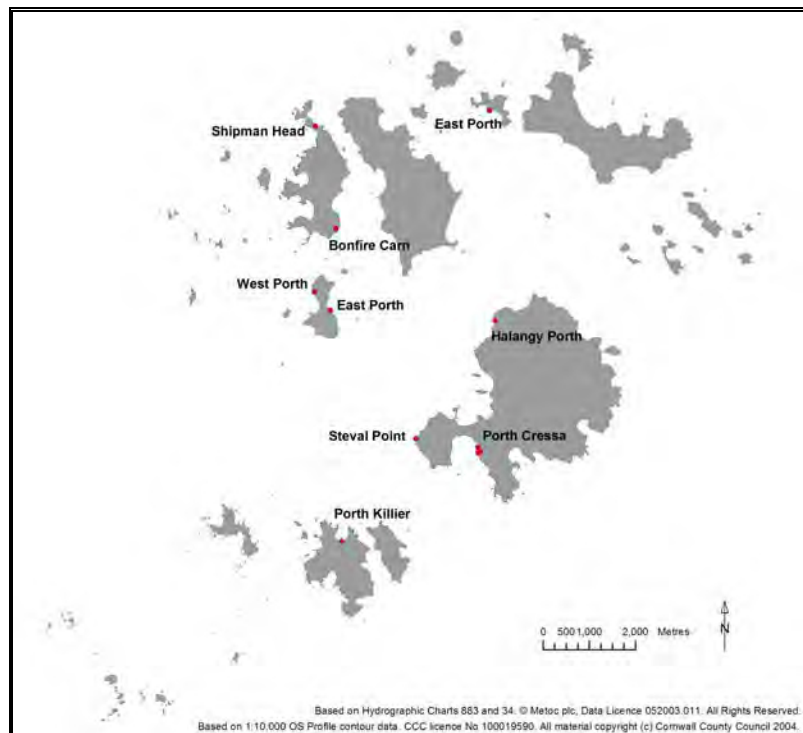 East Porth
Shipman Head
Bonfire Carn
West Porth
East Porth
Halangy Porth
Steval Point
Porth Cressa
Porth Killier
0 5001,000 2,000 Metres
N
Based on Hydrographic Charts 883 and 34. © Metoc plc, Data Licence 052003.011. All Rights Reserved.
Based on 1:10,000 OS Profile contour data. CCC licence No 100019590. All material copyright (c) Cornwall County Council 2004.